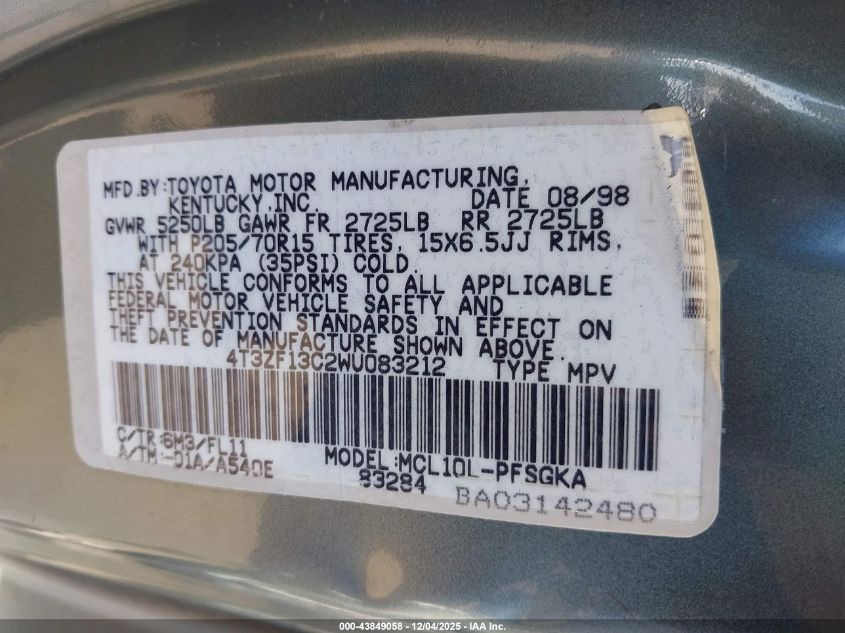 MFD.BY:TOYOTA MOTOR MANUFACTURING,
KENTUCKY,INC. DATE 08/98
GVWR 5250LB GAWR FR 2725LB RR 2725LB
WITH P205/70R15 TIRES, 15X6.5JJ RIMS,
AT 240KPA (35PSI) COLD.
THIS VEHICLE CONFORMS TO ALL APPLICABLE
FEDERAL MOTOR VEHICLE SAFETY AND
THEFT PREVENTION STANDARDS IN EFFECT ON
THE DATE OF MANUFACTURE SHOWN ABOVE.
4T3ZF13C2WU083212 TYPE MPV
C/TR:6M3/FL11
A/TM:-01A/A540E MODEL:MCL10L-PFSGKA
83284 BA03142480
000-43849058 - 12/04/2025 - IAA Inc.